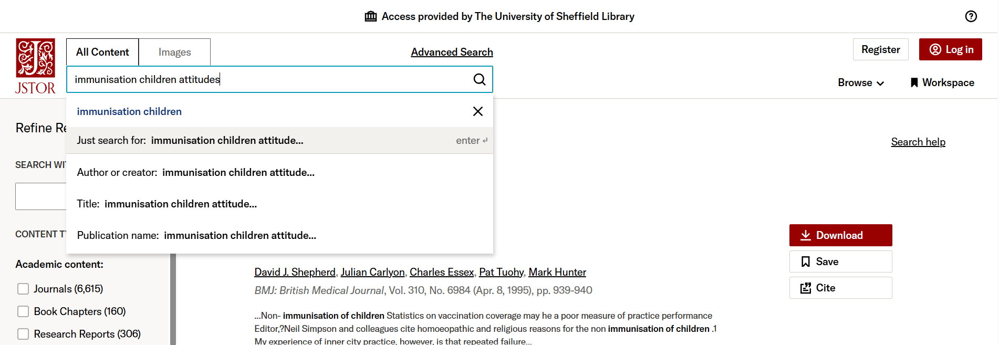 Access provided by The University of Sheffield Library
JSTOR
All Content
Images
Advanced Search
Register
Log in
immunisation children attitudes
Browse
Workspace
immunisation children
Refine Re
Just search for: immunisation children attitude...
enter
Search help
SEARCH WI
Author or creator: immunisation children attitude...
Title: immunisation children attitude...
CONTENT T
Publication name: immunisation children attitude...
Download
Save
Cite
Academic content:
Journals (6,615)
Book Chapters (160)
Research Reports (306)
David J. Shepherd, Julian Carlyon, Charles Essex, Pat Tuohy, Mark Hunter
BMJ: British Medical Journal, Vol. 310, No. 6984 (Apr. 8, 1995), pp. 939-940
...Non- immunisation of children Statistics on vaccination coverage may he a poor measure of practice performance
Editor,?Neil Simpson and colleagues cite homoeopathic and religious reasons for the non immunisation of children .1
My experience of inner city practice, however, is that repeated failure...